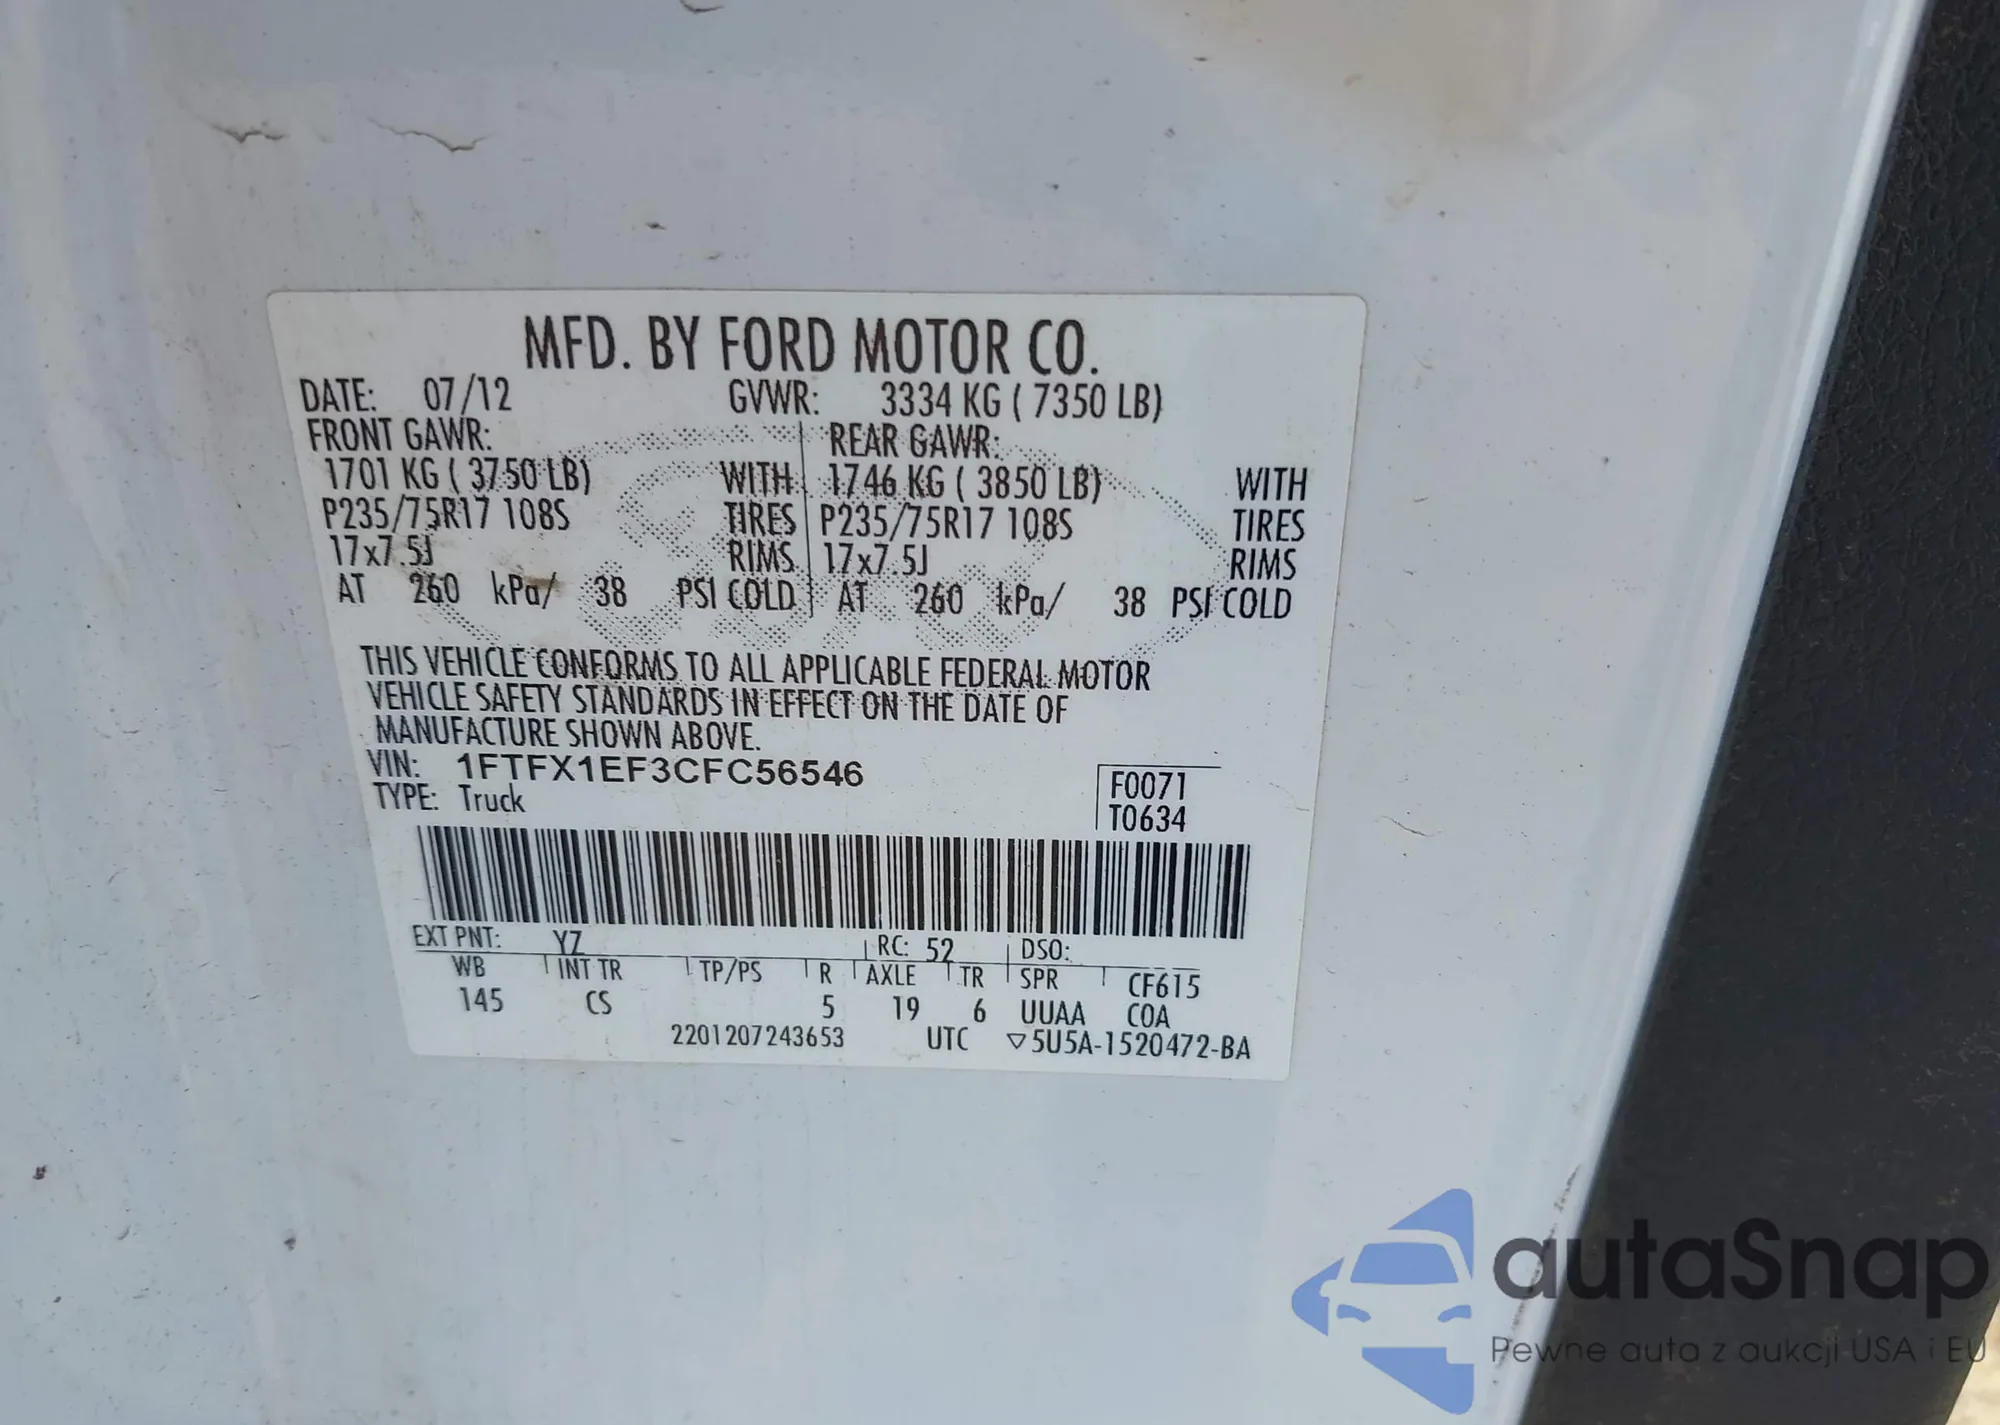 MFD. BY FORD MOTOR CO.
DATE: 07/12 GVWR: 3334 KG ( 7350 LB)
FRONT GAWR: REAR GAWR:
1701 KG ( 3750 LB) WITH 1746 KG ( 3850 LB) WITH
P235/75R17 108S TIRES P235/75R17 108S TIRES
17x7.5J RIMS 17x7.5J RIMS
AT 260 kPa/ 38 PSI COLD AT 260 kPa/ 38 PSI COLD
THIS VEHICLE CONFORMS TO ALL APPLICABLE FEDERAL MOTOR
VEHICLE SAFETY STANDARDS IN EFFECT ON THE DATE OF
MANUFACTURE SHOWN ABOVE.
VIN: 1FTFX1EF3CFC56546
TYPE: Truck
F0071
T0634
EXT PNT: YZ RC: 52 DSO:
WB INT TR TP/PS R AXLE TR SPR CF615
145 CS 5 19 6 UUAA COA
2201207243653 UTC ▽5U5A-1520472-BA
autaSnap
Pewne auta z aukcji USA i EU